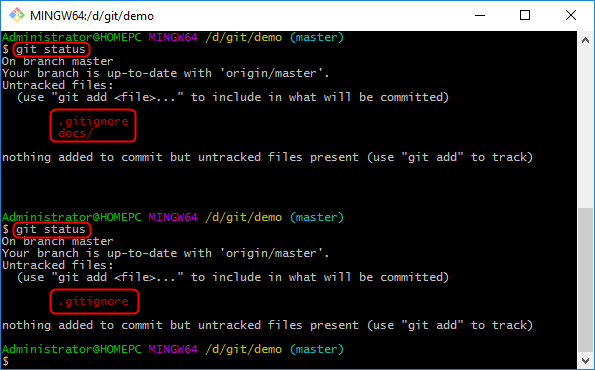 MINGW64:/d/git/demo
Administrator@HOMEPC MINGW64 /d/git/demo (master)
$ git status
On branch master
Your branch is up-to-date with 'origin/master'.
Untracked files:
  (use "git add <file>..." to include in what will be committed)
        .gitignore
        docs/
nothing added to commit but untracked files present (use "git add" to track)
Administrator@HOMEPC MINGW64 /d/git/demo (master)
$ git status
On branch master
Your branch is up-to-date with 'origin/master'.
Untracked files:
  (use "git add <file>..." to include in what will be committed)
        .gitignore
nothing added to commit but untracked files present (use "git add" to track)
Administrator@HOMEPC MINGW64 /d/git/demo (master)
$